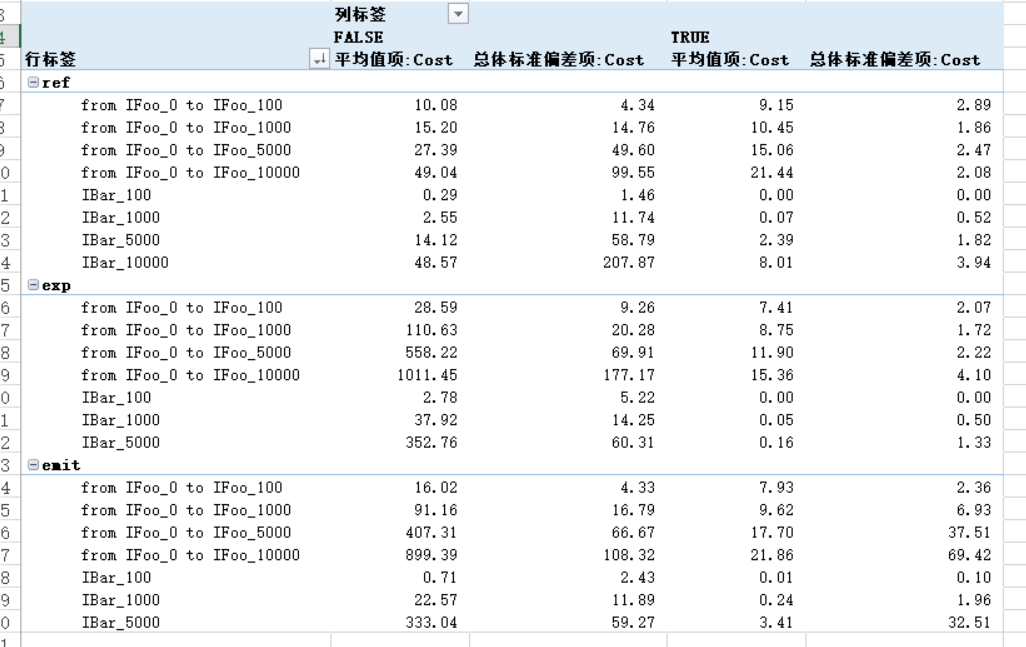 列标签
FALSE TRUE
行标签 平均值项:Cost 总体标准偏差项:Cost 平均值项:Cost 总体标准偏差项:Cost
ref
from IFoo_0 to IFoo_100 10.08 4.34 9.15 2.89
from IFoo_0 to IFoo_1000 15.20 14.76 10.45 1.86
from IFoo_0 to IFoo_5000 27.39 49.60 15.06 2.47
from IFoo_0 to IFoo_10000 49.04 99.55 21.44 2.08
IBar_100 0.29 1.46 0.00 0.00
IBar_1000 2.55 11.74 0.07 0.52
IBar_5000 14.12 58.79 2.39 1.82
IBar_10000 48.57 207.87 8.01 3.94
exp
from IFoo_0 to IFoo_100 28.59 9.26 7.41 2.07
from IFoo_0 to IFoo_1000 110.63 20.28 8.75 1.72
from IFoo_0 to IFoo_5000 558.22 69.91 11.90 2.22
from IFoo_0 to IFoo_10000 1011.45 177.17 15.36 4.10
IBar_100 2.78 5.22 0.00 0.00
IBar_1000 37.92 14.25 0.05 0.50
IBar_5000 352.76 60.31 0.16 1.33
emit
from IFoo_0 to IFoo_100 16.02 4.33 7.93 2.36
from IFoo_0 to IFoo_1000 91.16 16.79 9.62 6.93
from IFoo_0 to IFoo_5000 407.31 66.67 17.70 37.51
from IFoo_0 to IFoo_10000 899.39 108.32 21.86 69.42
IBar_100 0.71 2.43 0.01 0.10
IBar_1000 22.57 11.89 0.24 1.96
IBar_5000 333.04 59.27 3.41 32.51